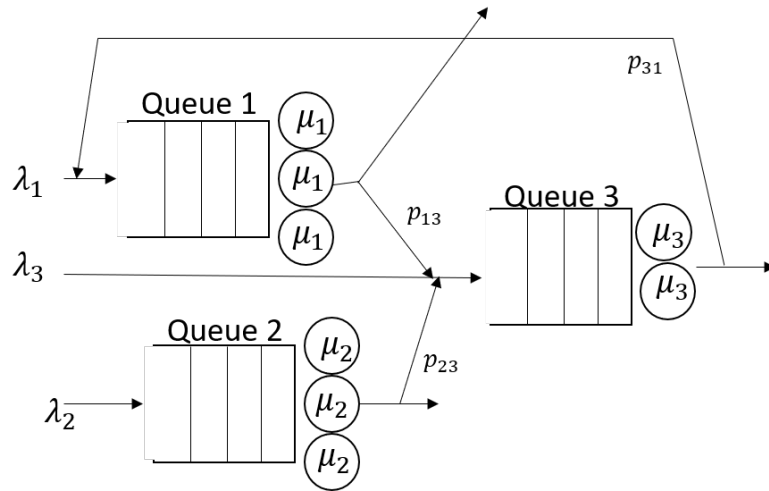 p₃₁
Queue 1
μ₁
μ₁
μ₁
λ₁
p₁₃
Queue 3
μ₃
μ₃
λ₃
Queue 2
μ₂
μ₂
μ₂
p₂₃
λ₂